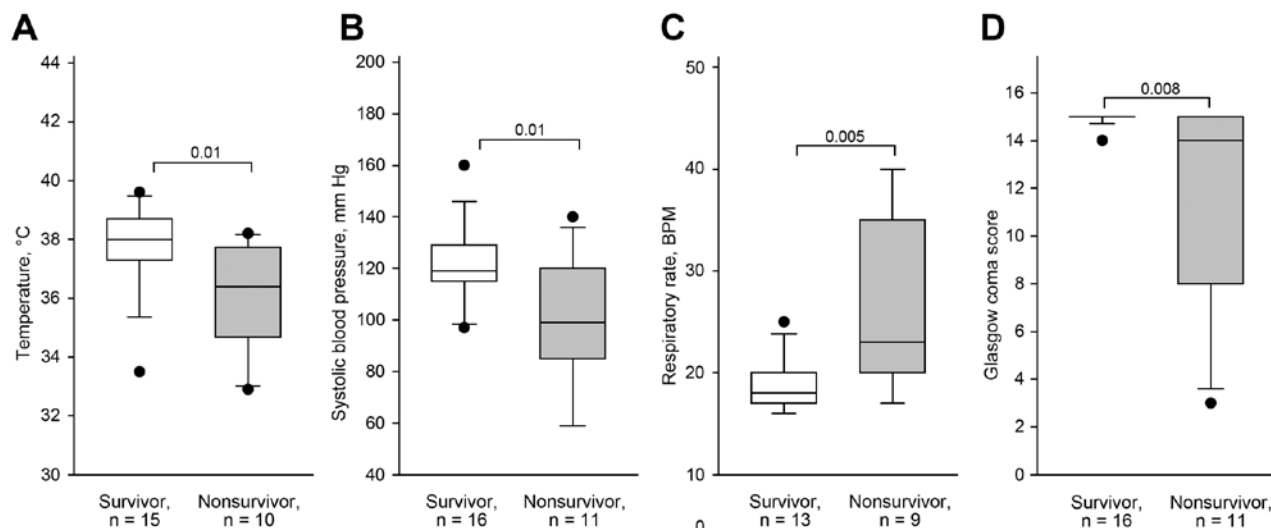 A
Temperature, °C
44
42
40
38
36
34
32
30
0.01
Survivor,
n = 15
Nonsurvivor,
n = 10
B
Systolic blood pressure, mm Hg
200
180
160
140
120
100
80
60
40
0.01
Survivor,
n = 16
Nonsurvivor,
n = 11
C
Respiratory rate, BPM
50
40
30
20
10
0
0.005
Survivor,
n = 13
Nonsurvivor,
n = 9
D
Glasgow coma score
16
14
12
10
8
6
4
2
0
0.008
Survivor,
n = 16
Nonsurvivor,
n = 11